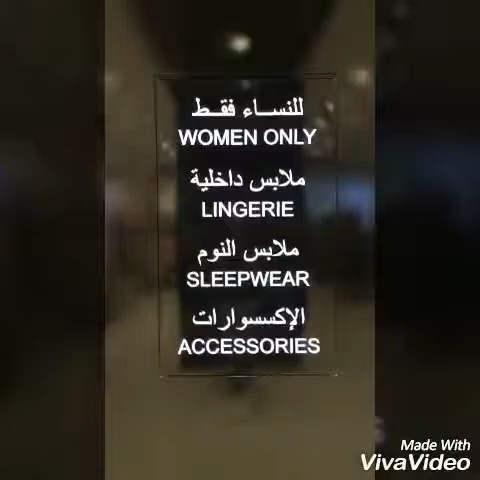 للنساء فقط
WOMEN ONLY
ملابس داخلية
LINGERIE
ملابس النوم
SLEEPWEAR
الإكسسوارات
ACCESSORIES
Made With
VivaVideo